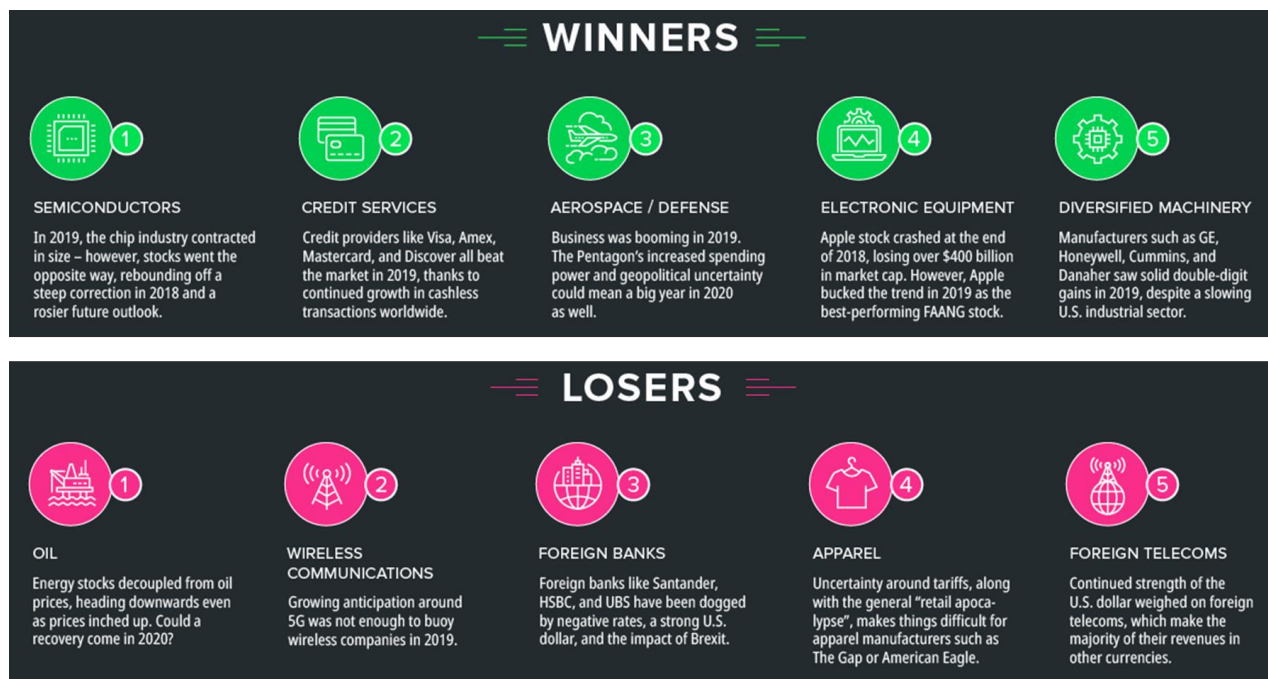 WINNERS
1
SEMICONDUCTORS
In 2019, the chip industry contracted
in size – however, stocks went the
opposite way, rebounding off a
steep correction in 2018 and a
rosier future outlook.
2
CREDIT SERVICES
Credit providers like Visa, Amex,
Mastercard, and Discover all beat
the market in 2019, thanks to
continued growth in cashless
transactions worldwide.
3
AEROSPACE / DEFENSE
Business was booming in 2019.
The Pentagon's increased spending
power and geopolitical uncertainty
could mean a big year in 2020
as well.
4
ELECTRONIC EQUIPMENT
Apple stock crashed at the end
of 2018, losing over $400 billion
in market cap. However, Apple
bucked the trend in 2019 as the
best-performing FAANG stock.
5
DIVERSIFIED MACHINERY
Manufacturers such as GE,
Honeywell, Cummins, and
Danaher saw solid double-digit
gains in 2019, despite a slowing
U.S. industrial sector.
LOSERS
1
OIL
Energy stocks decoupled from oil
prices, heading downwards even
as prices inched up. Could a
recovery come in 2020?
2
WIRELESS
COMMUNICATIONS
Growing anticipation around
5G was not enough to buoy
wireless companies in 2019.
3
FOREIGN BANKS
Foreign banks like Santander,
HSBC, and UBS have been dogged
by negative rates, a strong U.S.
dollar, and the impact of Brexit.
4
APPAREL
Uncertainty around tariffs, along
with the general "retail apoca-
lypse", makes things difficult for
apparel manufacturers such as
The Gap or American Eagle.
5
FOREIGN TELECOMS
Continued strength of the
U.S. dollar weighed on foreign
telecoms, which make the
majority of their revenues in
other currencies.